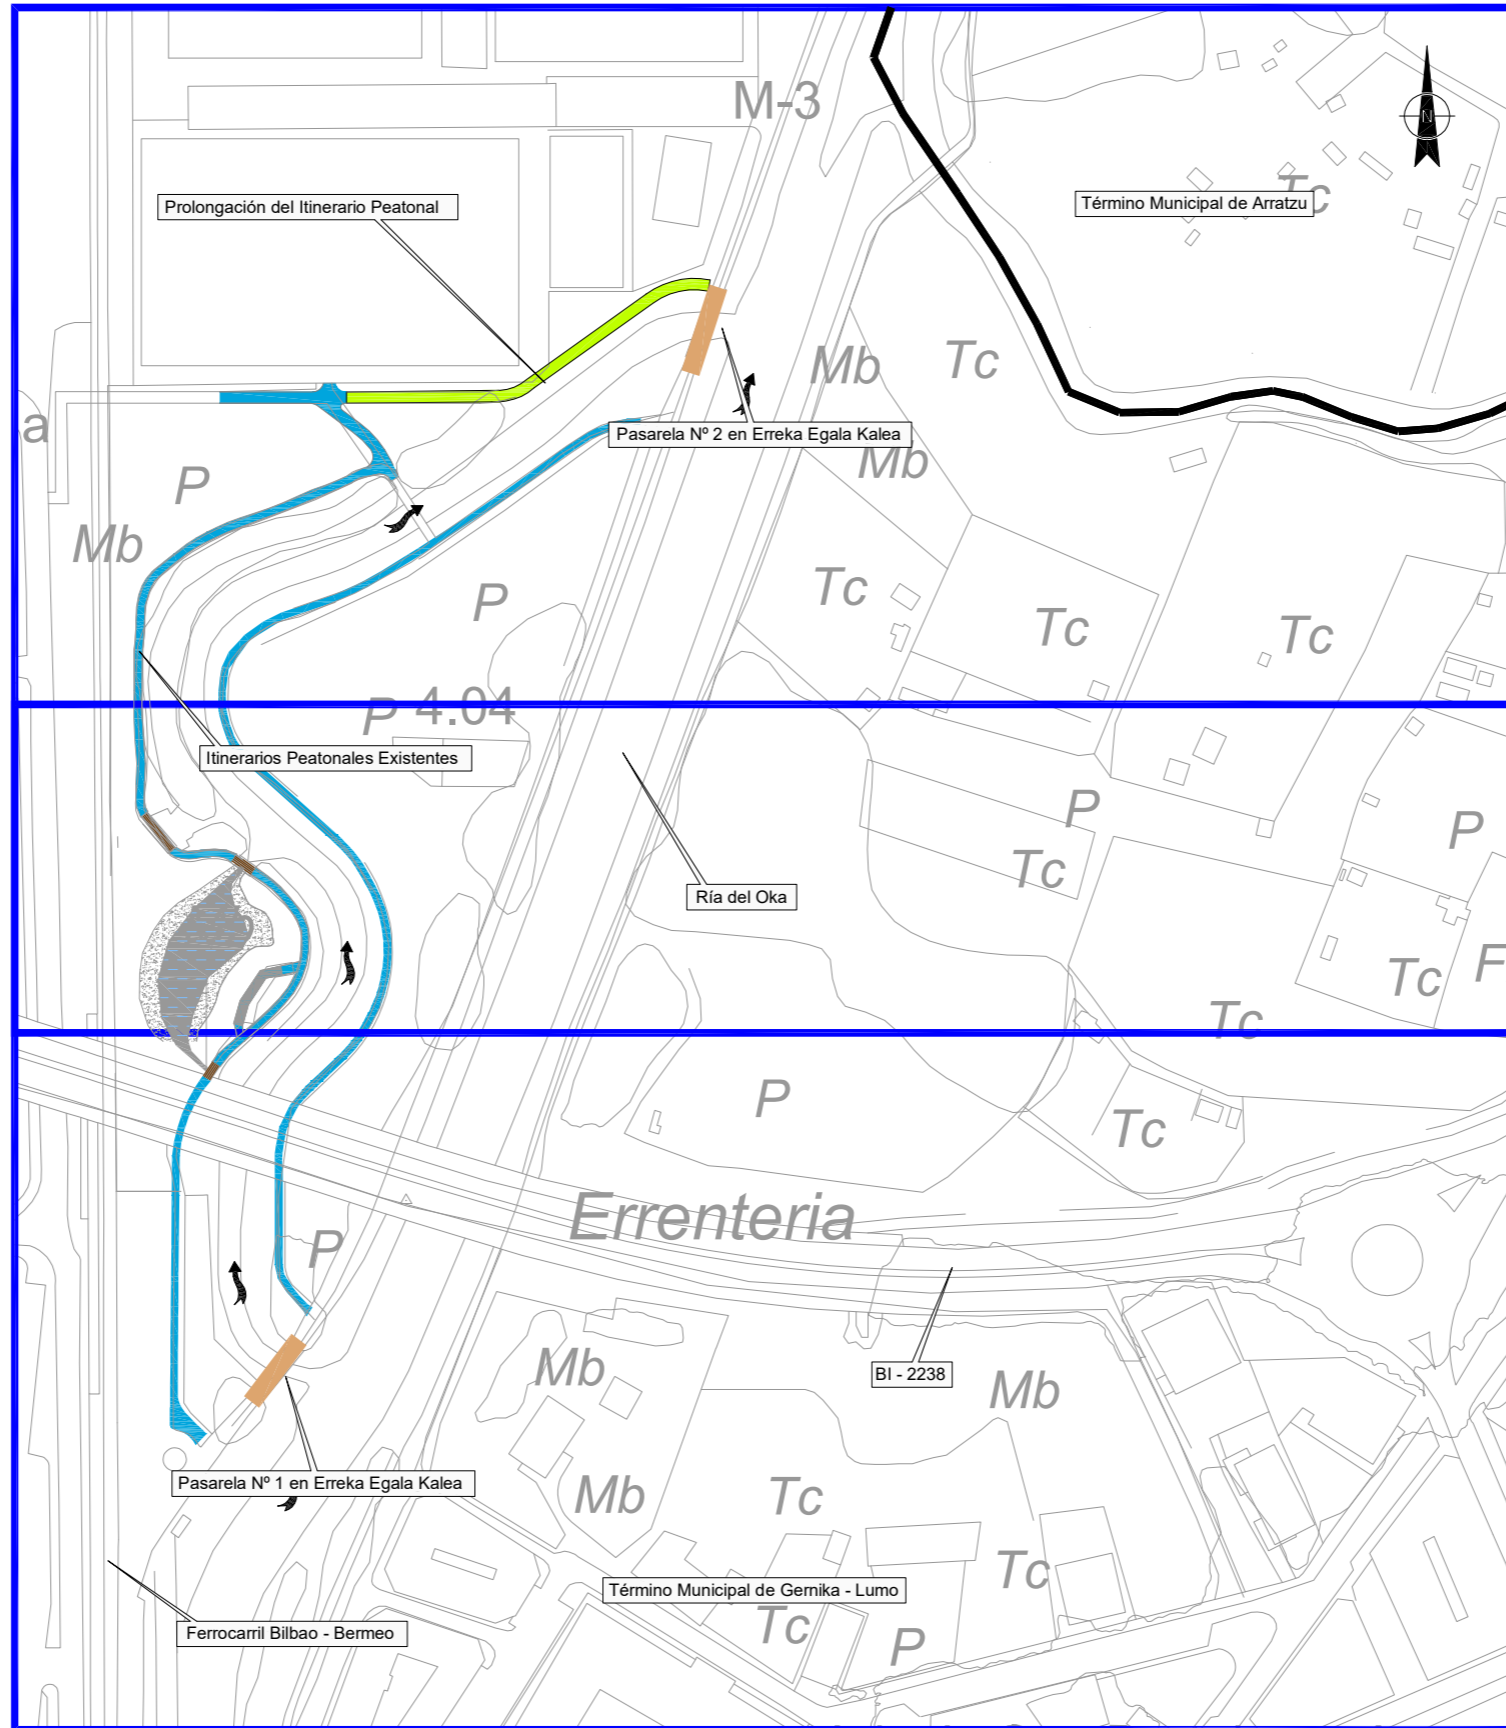 M-3
N
Prolongación del Itinerario Peatonal
Tc
Término Municipal de Arratzu
Mb
Tc
a
Pasarela Nº 2 en Erreka Egala Kalea
Mb
P
Mb
P
Tc
Tc
Tc
P
4.04
Itinerarios Peatonales Existentes
P
P
Tc
Ría del Oka
Tc
F
Tc
P
Tc
Errenteria
P
BI - 2238
Mb
Mb
Pasarela Nº 1 en Erreka Egala Kalea
Mb
Tc
Tc
Término Municipal de Gernika - Lumo
Tc
P
Ferrocarril Bilbao - Bermeo